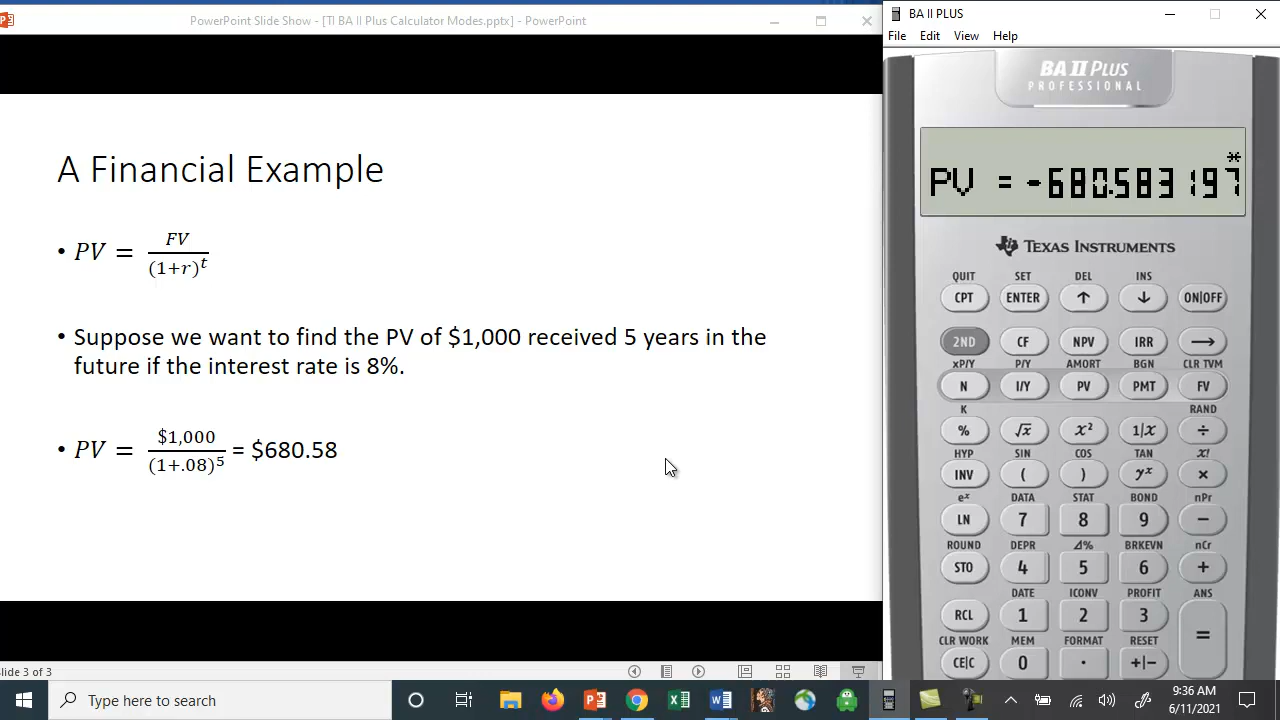 PowerPoint Slide Show - [TI BA II Plus Calculator Modes.pptx] - PowerPoint
A Financial Example
• PV = FV/(1+r)^t
• Suppose we want to find the PV of $1,000 received 5 years in the
future if the interest rate is 8%.
• PV = $1,000/(1+.08)^5 = $680.58
lide 3 of 3
BA II PLUS
File Edit View Help
BA II PLUS
PROFESSIONAL
*
PV = -680.583197
TEXAS INSTRUMENTS
QUIT SET DEL INS
CPT ENTER ↑ ↓ ON|OFF
2ND CF NPV IRR →
xP/Y P/Y AMORT BGN CLR TVM
N I/Y PV PMT FV
K RAND
% √x x² 1/x ÷
HYP SIN COS TAN x!
INV ( ) yˣ ×
eˣ DATA STAT BOND nPr
LN 7 8 9 −
ROUND DEPR Δ% BRKEVN nCr
STO 4 5 6 +
DATE ICONV PROFIT ANS
RCL 1 2 3 =
CLR WORK MEM FORMAT RESET
CE|C 0 . +|−
Type here to search
9:36 AM
6/11/2021